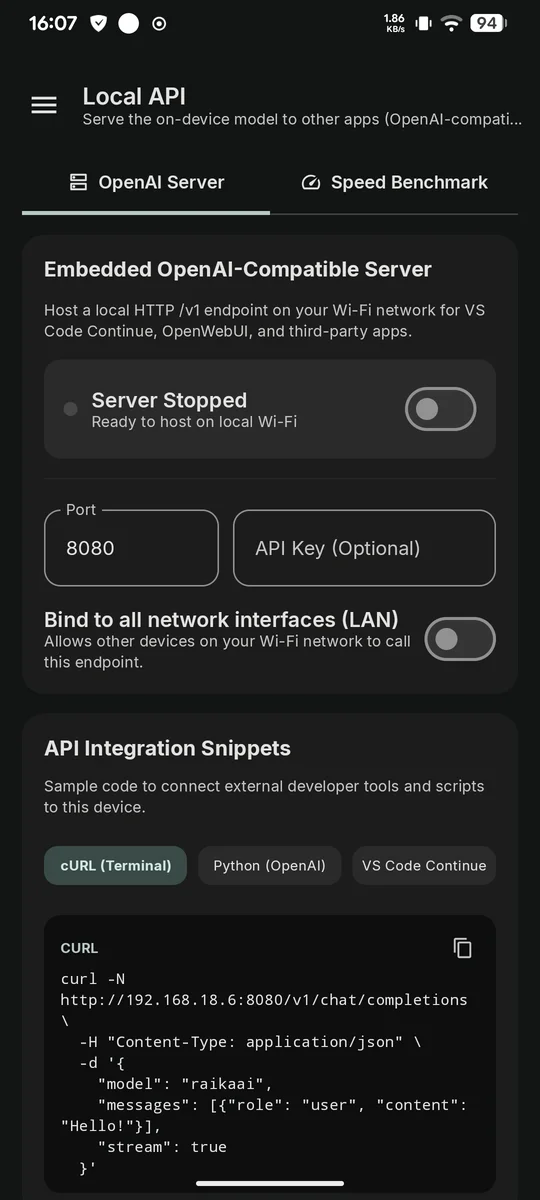 16:07
1.86
KB/s
94
Local API
Serve the on-device model to other apps (OpenAI-compati...
OpenAI Server
Speed Benchmark
Embedded OpenAI-Compatible Server
Host a local HTTP /v1 endpoint on your Wi-Fi network for VS
Code Continue, OpenWebUI, and third-party apps.
Server Stopped
Ready to host on local Wi-Fi
Port
8080
API Key (Optional)
Bind to all network interfaces (LAN)
Allows other devices on your Wi-Fi network to call
this endpoint.
API Integration Snippets
Sample code to connect external developer tools and scripts
to this device.
cURL (Terminal)
Python (OpenAI)
VS Code Continue
CURL
curl -N
http://192.168.18.6:8080/v1/chat/completions
\
  -H "Content-Type: application/json" \
  -d '{
    "model": "raikaai",
    "messages": [{"role": "user", "content":
"Hello!"}],
    "stream": true
  }'